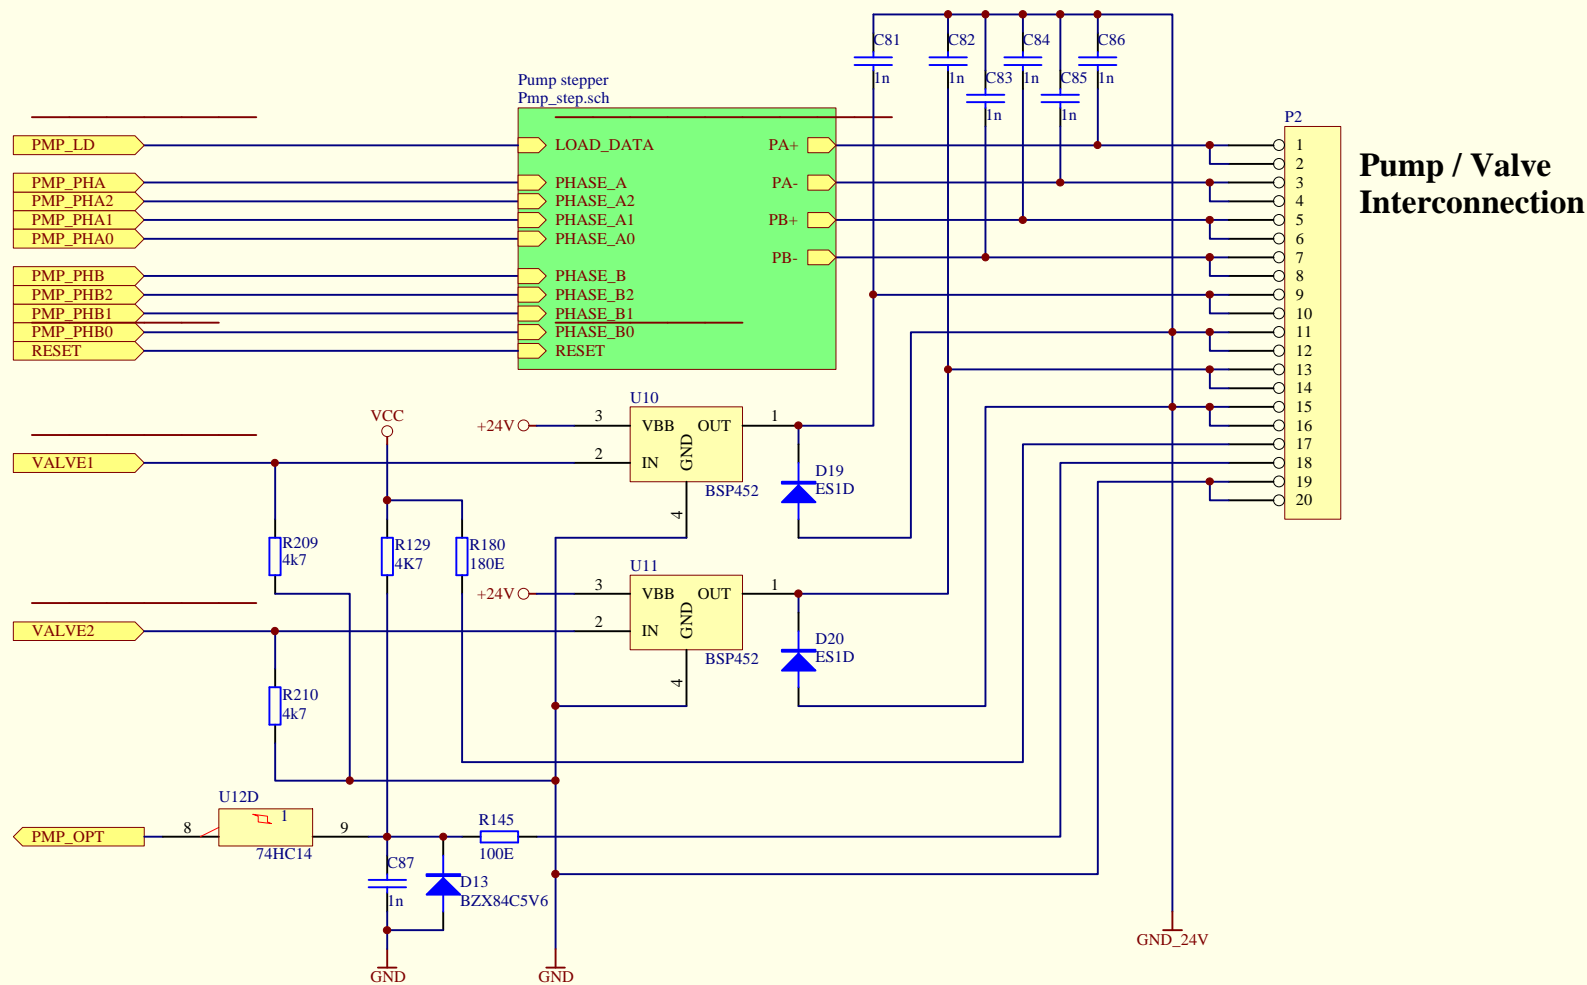 C81 C82 C84 C86
1n 1n C83 1n C85 1n
1n 1n
Pump stepper
Pmp_step.sch
P2
PMP_LD LOAD_DATA PA+ 1
2
PMP_PHA PHASE_A PA- 3
PMP_PHA2 PHASE_A2 4
PMP_PHA1 PHASE_A1 PB+ 5
PMP_PHA0 PHASE_A0 6
PB- 7
PMP_PHB PHASE_B 8
PMP_PHB2 PHASE_B2 9
PMP_PHB1 PHASE_B1 10
PMP_PHB0 PHASE_B0 11
RESET RESET 12
13
14
15
16
17
18
19
20
Pump / Valve
Interconnection
U10
VCC
+24V 3 VBB OUT 1
GND
VALVE1 2 IN
BSP452
4
D19
ES1D
R209
4k7
R129
4K7
R180
180E
U11
+24V 3 VBB OUT 1
GND
VALVE2 2 IN
BSP452
4
D20
ES1D
R210
4k7
U12D
1
PMP_OPT 8 9
74HC14
R145
100E
C87
1n
D13
BZX84C5V6
GND GND
GND_24V